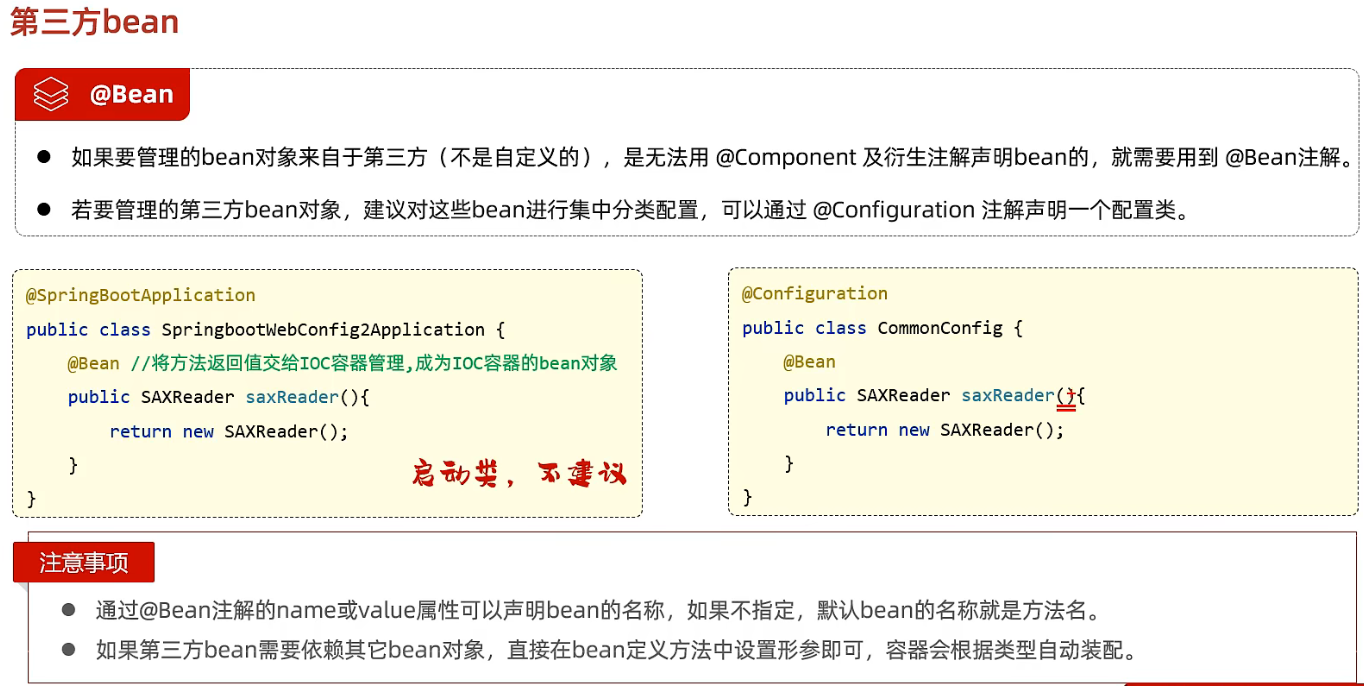 第三方bean
@Bean
● 如果要管理的bean对象来自于第三方（不是自定义的），是无法用 @Component 及衍生注解声明bean的，就需要用到 @Bean注解。
● 若要管理的第三方bean对象，建议对这些bean进行集中分类配置，可以通过 @Configuration 注解声明一个配置类。
@SpringBootApplication
public class SpringbootWebConfig2Application {
@Bean //将方法返回值交给IOC容器管理,成为IOC容器的bean对象
public SAXReader saxReader(){
return new SAXReader();
}
启动类，不建议
}
@Configuration
public class CommonConfig {
@Bean
public SAXReader saxReader(){
return new SAXReader();
}
}
注意事项
● 通过@Bean注解的name或value属性可以声明bean的名称，如果不指定，默认bean的名称就是方法名。
● 如果第三方bean需要依赖其它bean对象，直接在bean定义方法中设置形参即可，容器会根据类型自动装配。